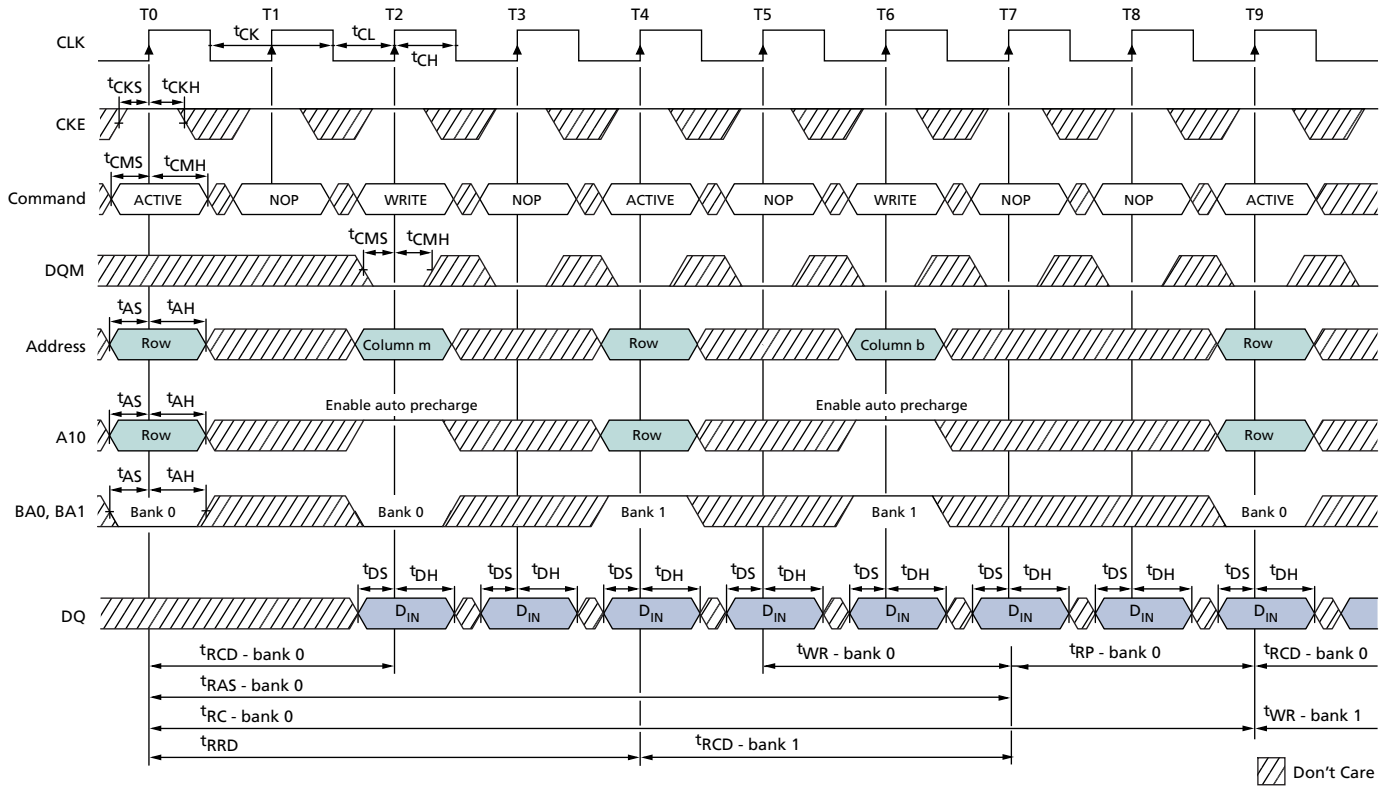 T0 T1 T2 T3 T4 T5 T6 T7 T8 T9
CLK
tCK tCL
tCH
tCKS tCKH
CKE
tCMS tCMH
Command ACTIVE NOP WRITE NOP ACTIVE NOP WRITE NOP NOP ACTIVE
tCMS tCMH
DQM
tAS tAH
Address Row Column m Row Column b Row
tAS tAH Enable auto precharge Enable auto precharge
A10 Row Row Row
tAS tAH
BA0, BA1 Bank 0 Bank 0 Bank 1 Bank 1 Bank 0
tDS tDH tDS tDH tDS tDH tDS tDH tDS tDH tDS tDH tDS tDH tDS tDH
DQ DIN DIN DIN DIN DIN DIN DIN DIN
tRCD - bank 0 tWR - bank 0 tRP - bank 0 tRCD - bank 0
tRAS - bank 0
tRC - bank 0 tWR - bank 1
tRRD tRCD - bank 1
Don't Care